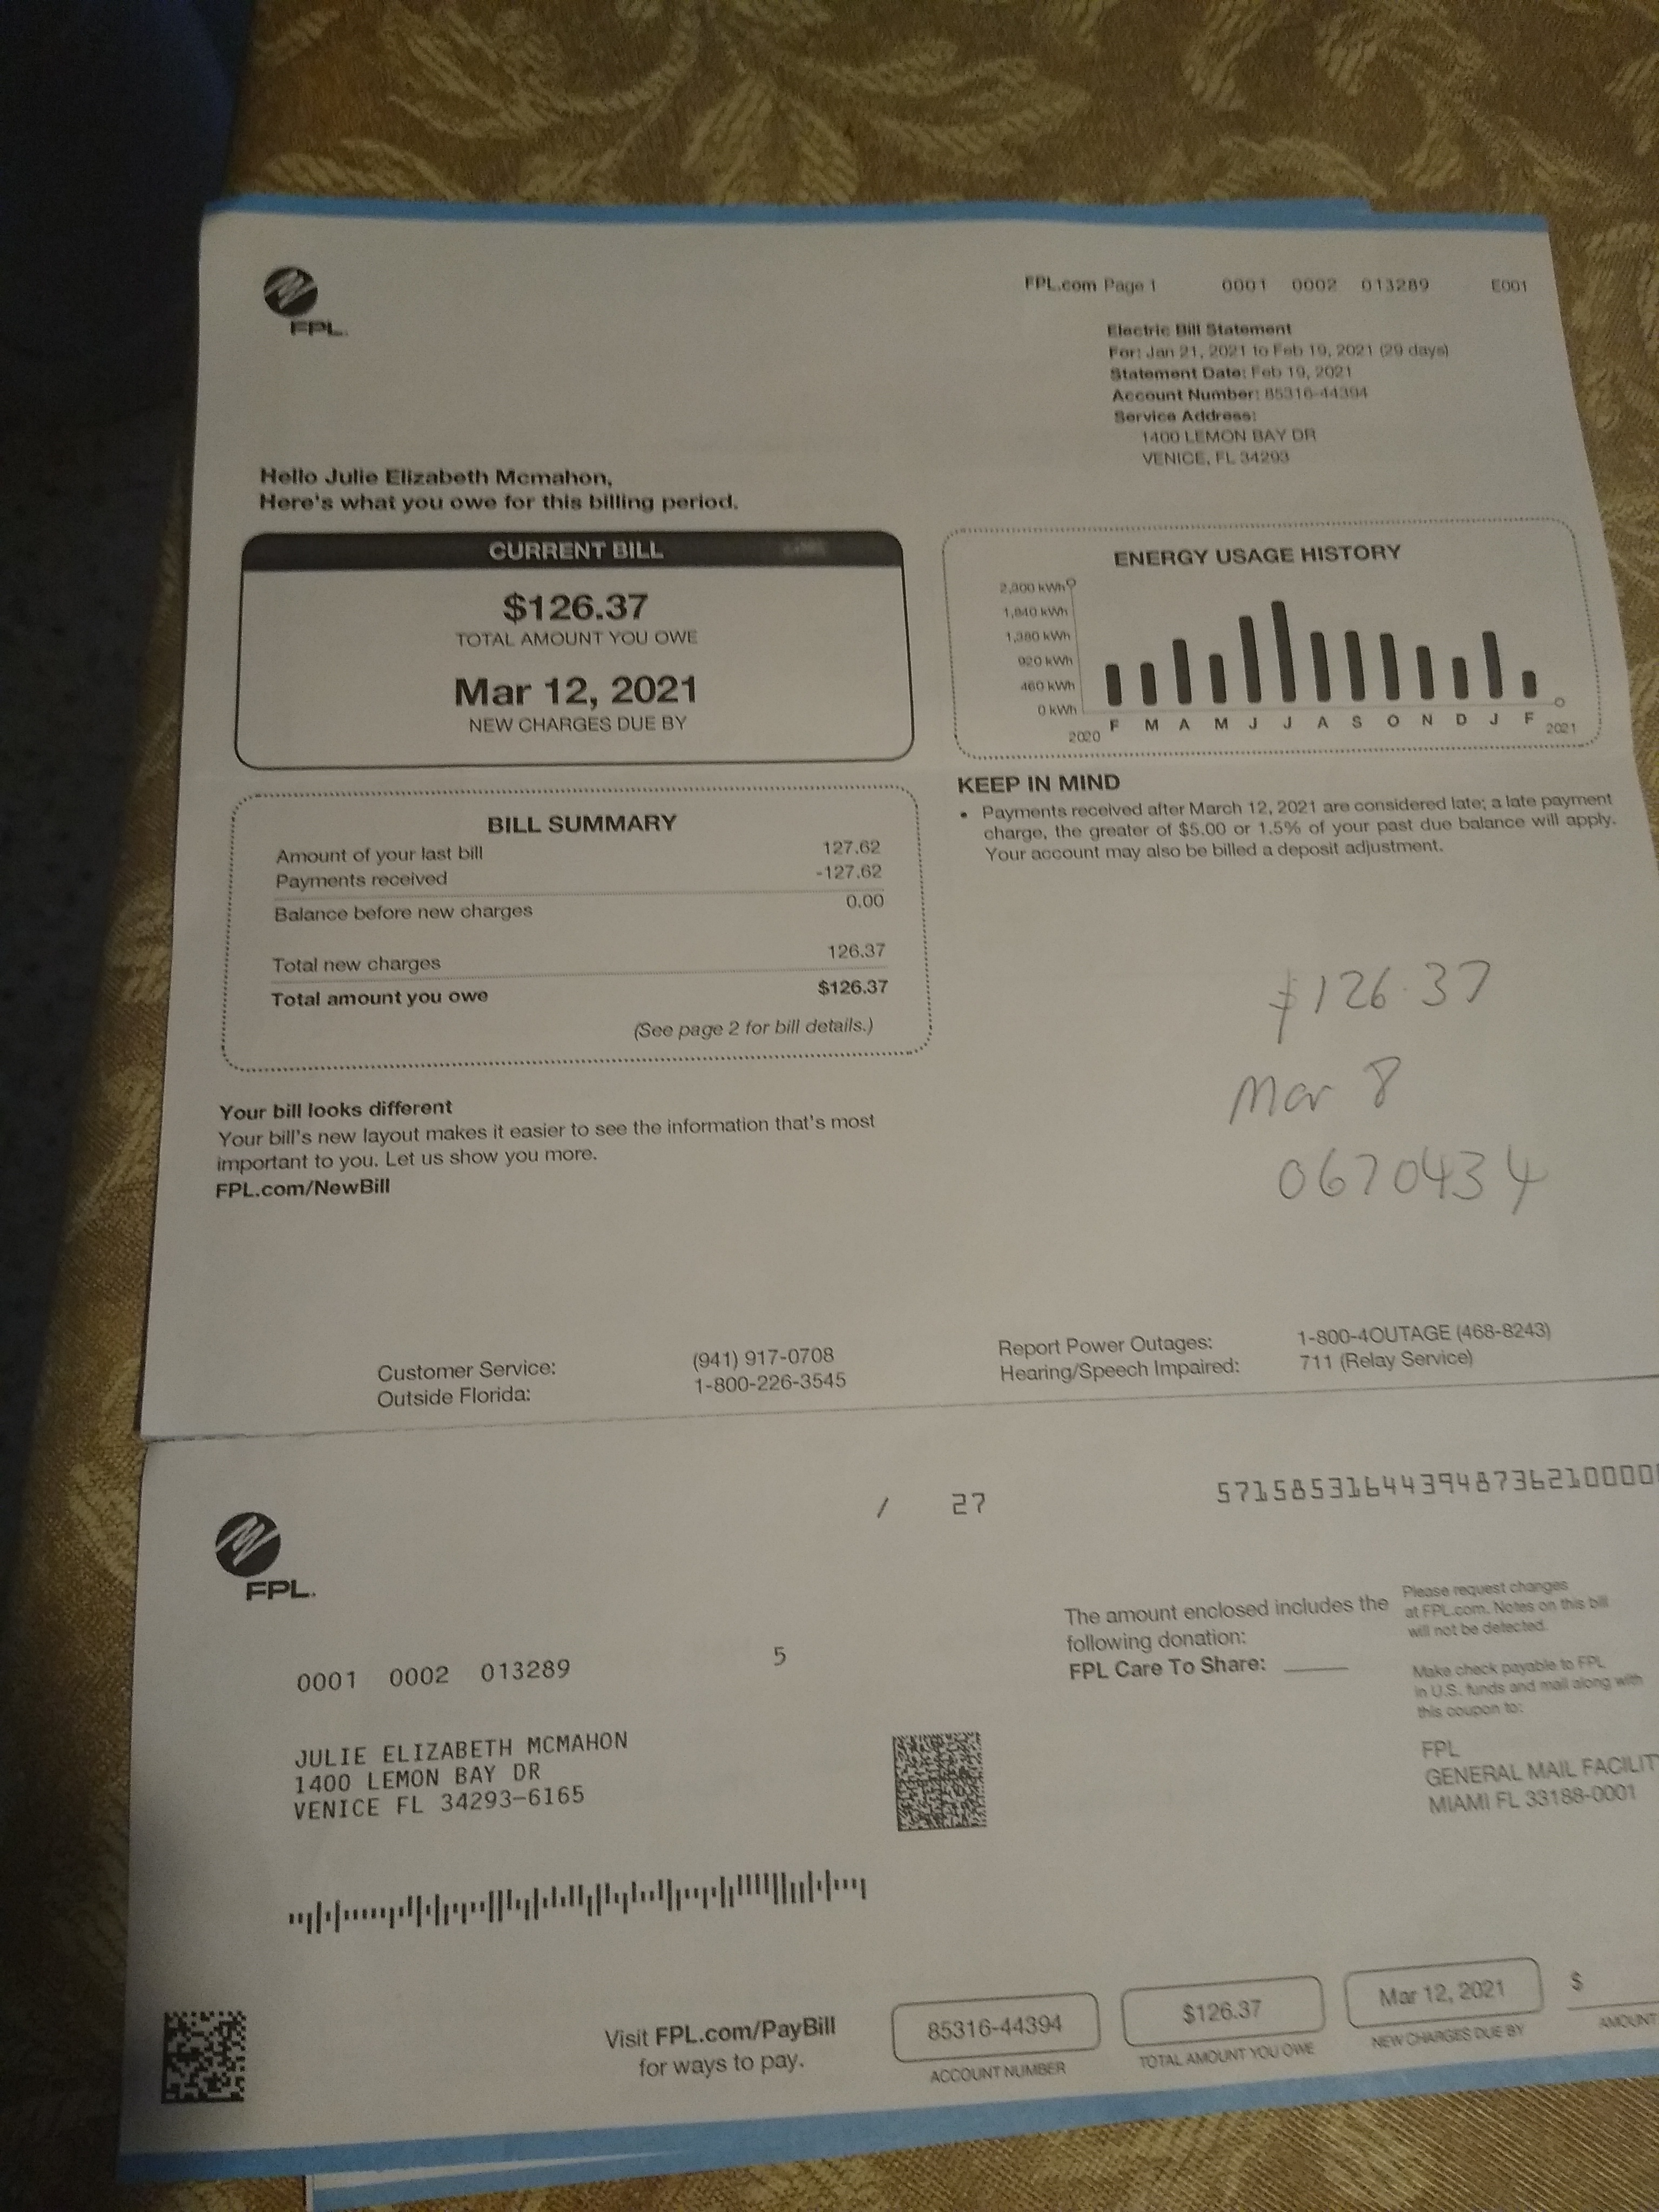 FPL.
FPL.com Page 1 0001 0002 013289 E001
Electric Bill Statement
For: Jan 21, 2021 to Feb 19, 2021 (29 days)
Statement Date: Feb 19, 2021
Account Number: 85316-44394
Service Address:
1400 LEMON BAY DR
VENICE, FL 34293
Hello Julie Elizabeth Mcmahon,
Here's what you owe for this billing period.
CURRENT BILL
$126.37
TOTAL AMOUNT YOU OWE
Mar 12, 2021
NEW CHARGES DUE BY
ENERGY USAGE HISTORY
2,300 kWh
1,840 kWh
1,380 kWh
920 kWh
460 kWh
0 kWh
F M A M J J A S O N D J F
2020 2021
BILL SUMMARY
Amount of your last bill 127.62
Payments received -127.62
Balance before new charges 0.00
Total new charges 126.37
Total amount you owe $126.37
(See page 2 for bill details.)
KEEP IN MIND
• Payments received after March 12, 2021 are considered late; a late payment
charge, the greater of $5.00 or 1.5% of your past due balance will apply.
Your account may also be billed a deposit adjustment.
$126.37
Mar 8
0670434
Your bill looks different
Your bill's new layout makes it easier to see the information that's most
important to you. Let us show you more.
FPL.com/NewBill
Customer Service: (941) 917-0708
Outside Florida: 1-800-226-3545
Report Power Outages: 1-800-4OUTAGE (468-8243)
Hearing/Speech Impaired: 711 (Relay Service)
/ 27 5715853164439487362100000
FPL.
0001 0002 013289 5
The amount enclosed includes the
following donation:
FPL Care To Share:
Please request changes
at FPL.com. Notes on this bill
will not be detected.
Make check payable to FPL
in U.S. funds and mail along with
this coupon to:
JULIE ELIZABETH MCMAHON
1400 LEMON BAY DR
VENICE FL 34293-6165
FPL
GENERAL MAIL FACILITY
MIAMI FL 33188-0001
Visit FPL.com/PayBill
for ways to pay.
85316-44394
ACCOUNT NUMBER
$126.37
TOTAL AMOUNT YOU OWE
Mar 12, 2021
NEW CHARGES DUE BY
$
AMOUNT